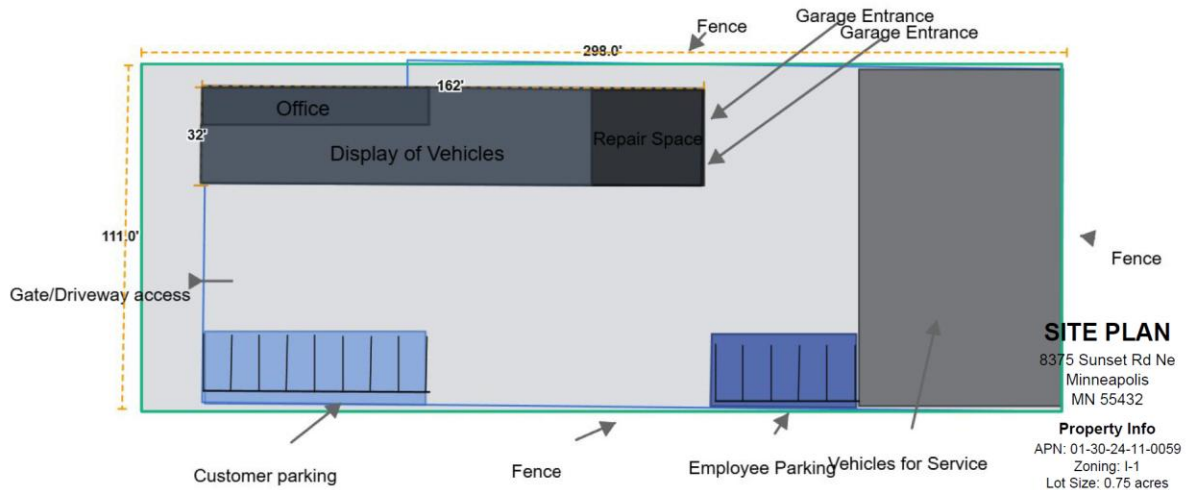 Garage Entrance
Fence
Garage Entrance
298.0'
162'
Office
32'
Repair Space
Display of Vehicles
111.0'
Fence
Gate/Driveway access
SITE PLAN
8375 Sunset Rd Ne
Minneapolis
MN 55432
Property Info
APN: 01-30-24-11-0059
Zoning: I-1
Lot Size: 0.75 acres
Customer parking
Fence
Employee Parking
Vehicles for Service